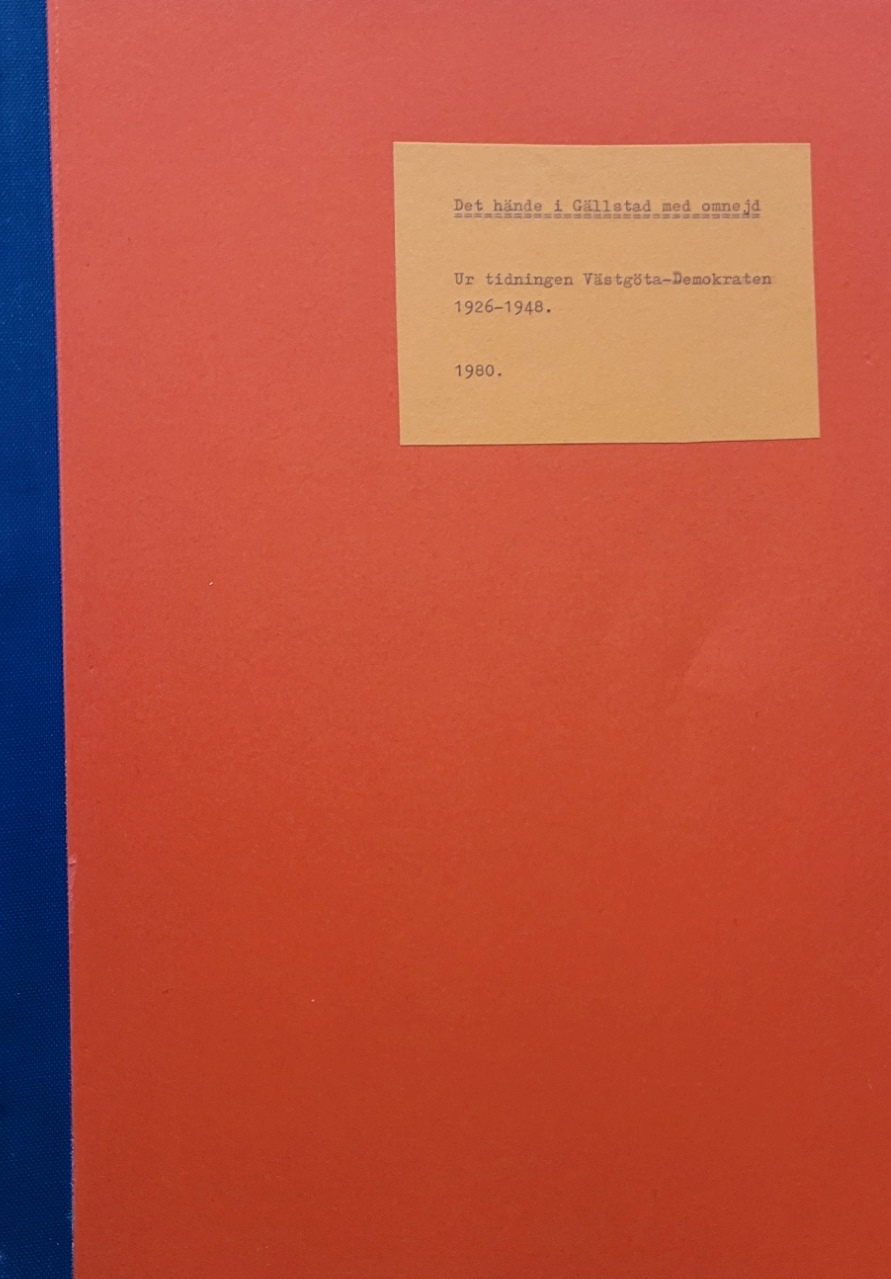 Det hände i Gällstad med omnejd
Ur tidningen Västgöta-Demokraten
1926-1948.
1980.